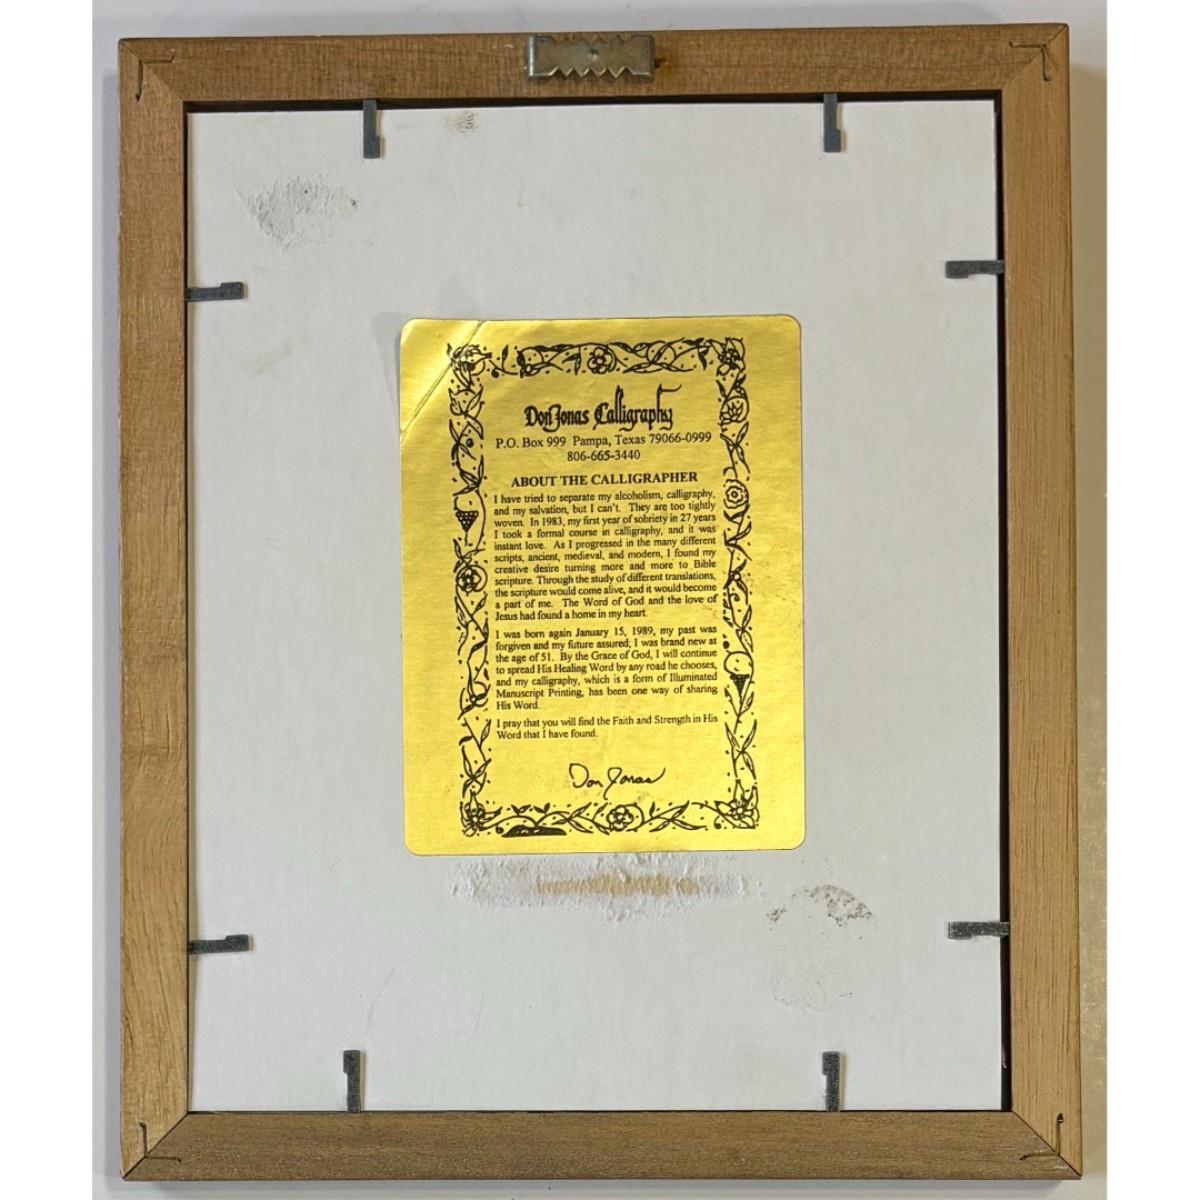 Don Jonas Calligraphy
P.O. Box 999 Pampa, Texas 79066-0999
806-665-3440
ABOUT THE CALLIGRAPHER
I have tried to separate my alcoholism, calligraphy,
and my salvation, but I can't. They are too tightly
woven. In 1983, my first year of sobriety in 27 years
I took a formal course in calligraphy, and it was
instant love. As I progressed in the many different
scripts, ancient, medieval, and modern, I found my
creative desire turning more and more to Bible
scripture. Through the study of different translations,
the scripture would come alive, and it would become
a part of me. The Word of God and the love of
Jesus had found a home in my heart.
I was born again January 15, 1989, my past was
forgiven and my future assured; I was brand new at
the age of 51. By the Grace of God, I will continue
to spread His Healing Word by any road he chooses,
and my calligraphy, which is a form of Illuminated
Manuscript Printing, has been one way of sharing
His Word.
I pray that you will find the Faith and Strength in His
Word that I have found.
Don Jonas